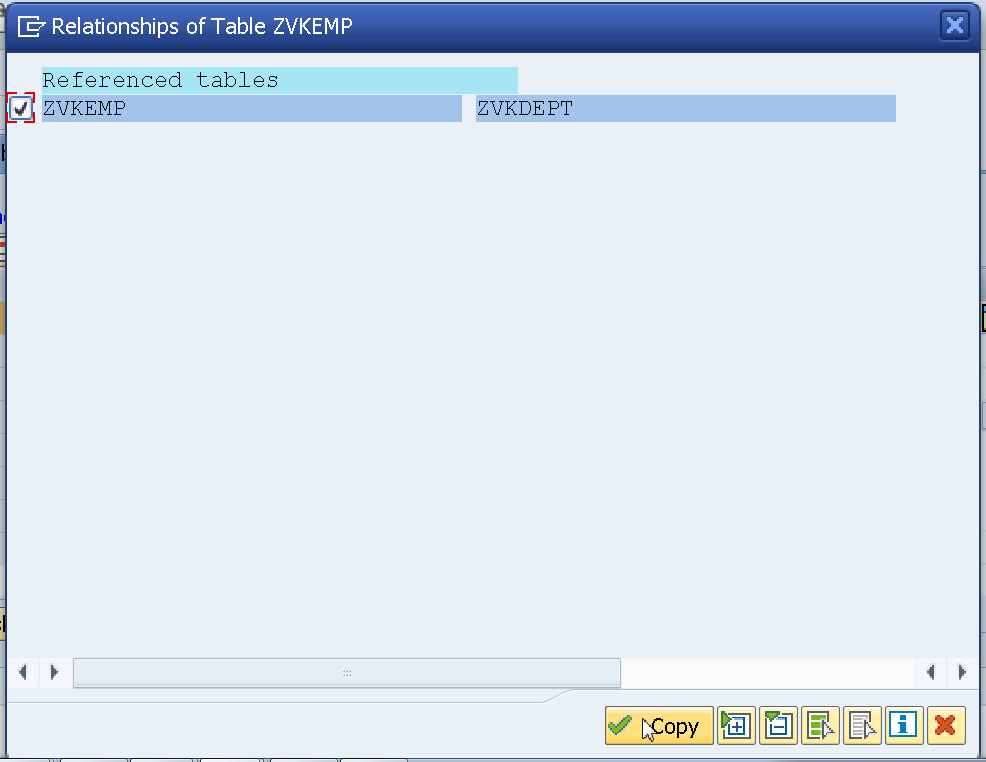 Relationships of Table ZVKEMP
Referenced tables
ZVKEMP ZVKDEPT
Copy